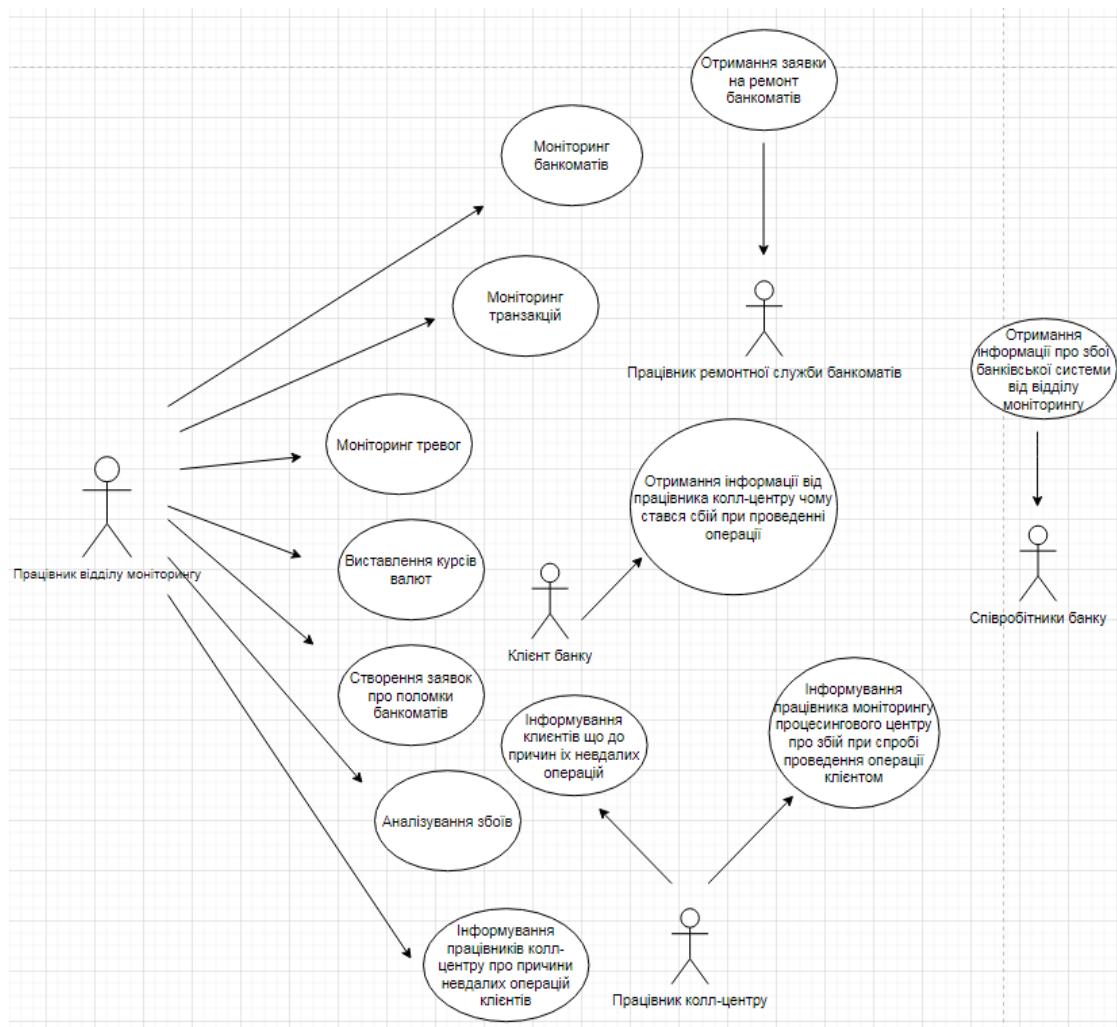 Отримання заявки
на ремонт
банкоматів
Моніторинг
банкоматів
Моніторинг
транзакцій
Працівник ремонтної служби банкоматів
Отримання
інформації про збої
банківської системи
від відділу
моніторингу
Моніторинг тревог
Отримання інформації від
працівника колл-центру чому
стався сбій при проведенні
операції
Працівник відділу моніторингу
Виставлення курсів
валют
Співробітники банку
Клієнт банку
Створення заявок
про поломки
банкоматів
Інформування
клиєнтів що до
причин їх невдалих
операцій
Інформування
працівника моніторингу
процесингового центру
про збій при спробі
проведення операції
клієнтом
Аналізування збоїв
Інформування
працівників колл-
центру про причини
невдалих операцій
клієнтів
Працівник колл-центру